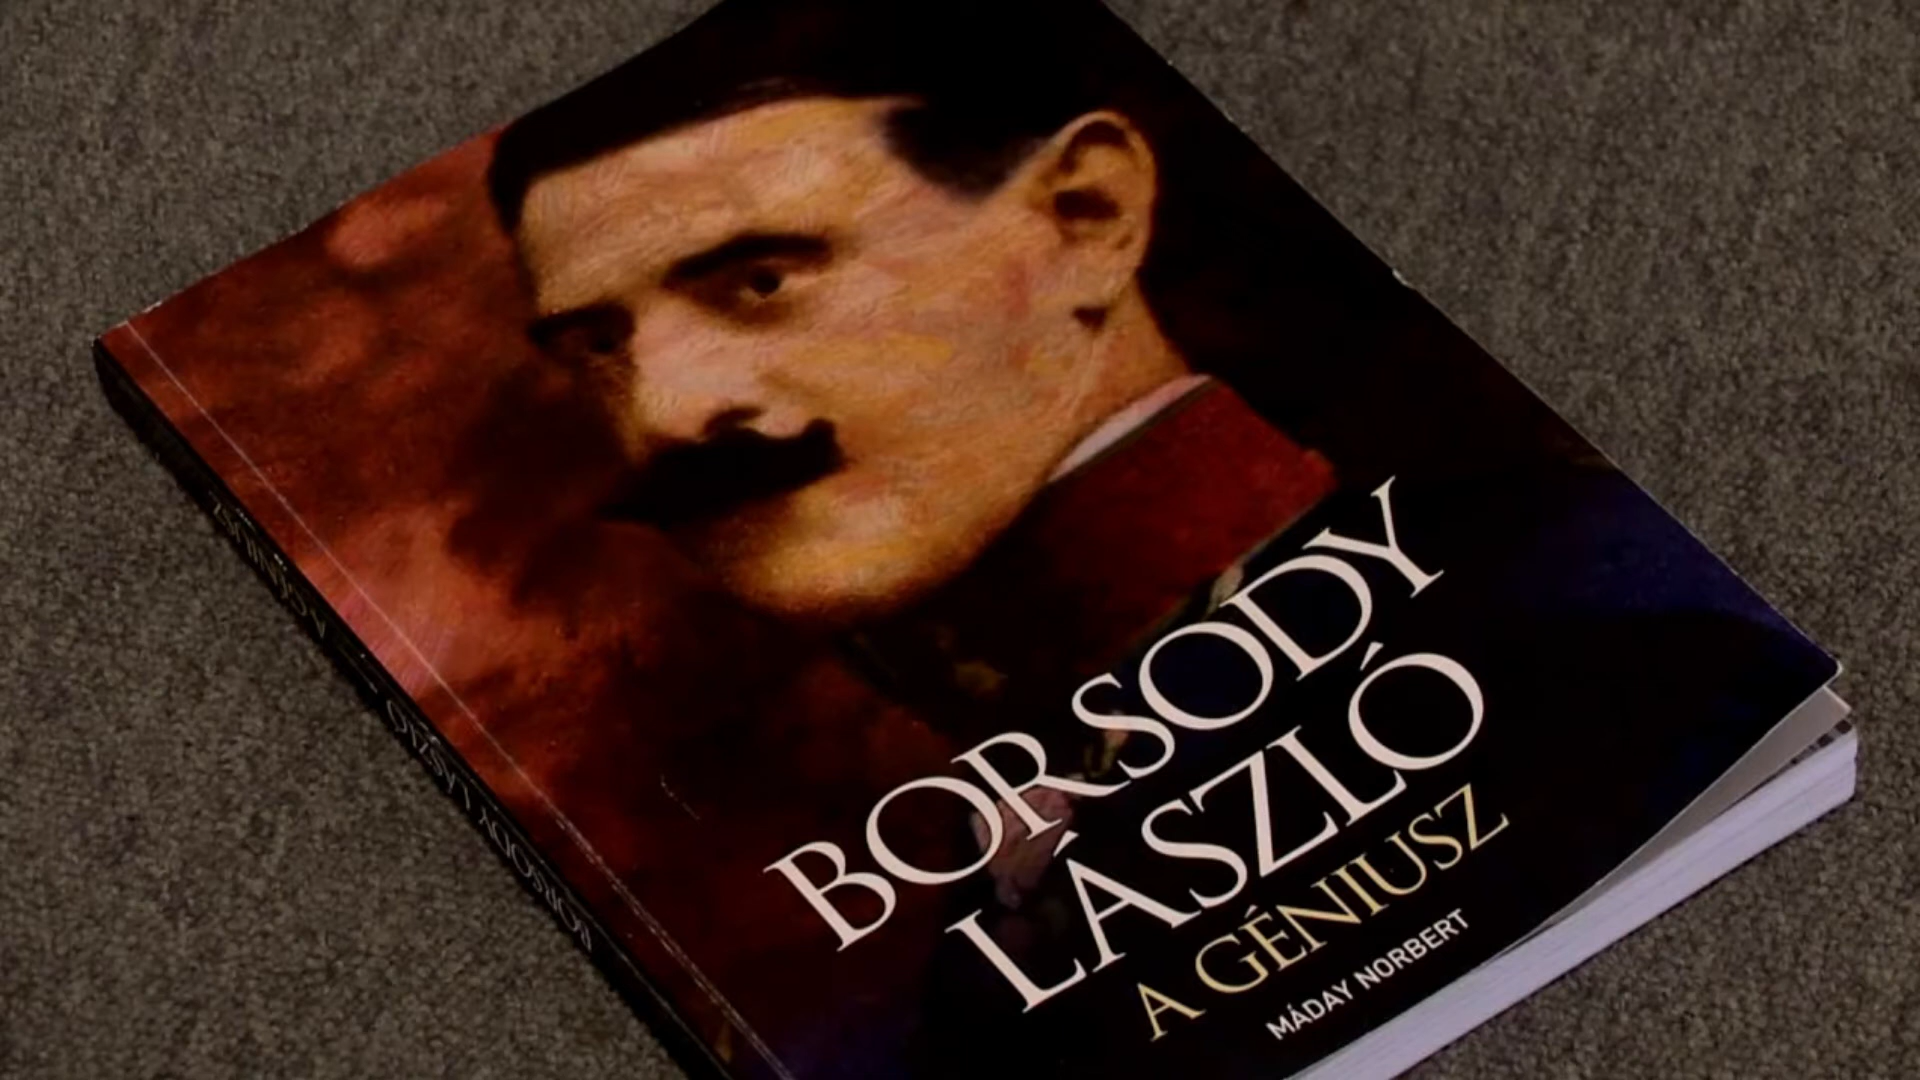 BORSODY
LÁSZLÓ
A GÉNIUSZ
MÁDAY NORBERT
BORSODY LÁSZLÓ – A GÉNIUSZ